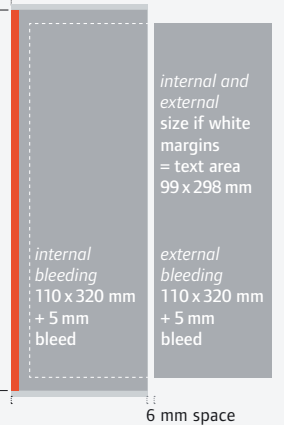 internal and
external
size if white
margins
= text area
99 x 298 mm
internal
bleeding
110 x 320 mm
+ 5 mm
bleed
external
bleeding
110 x 320 mm
+ 5 mm
bleed
6 mm space